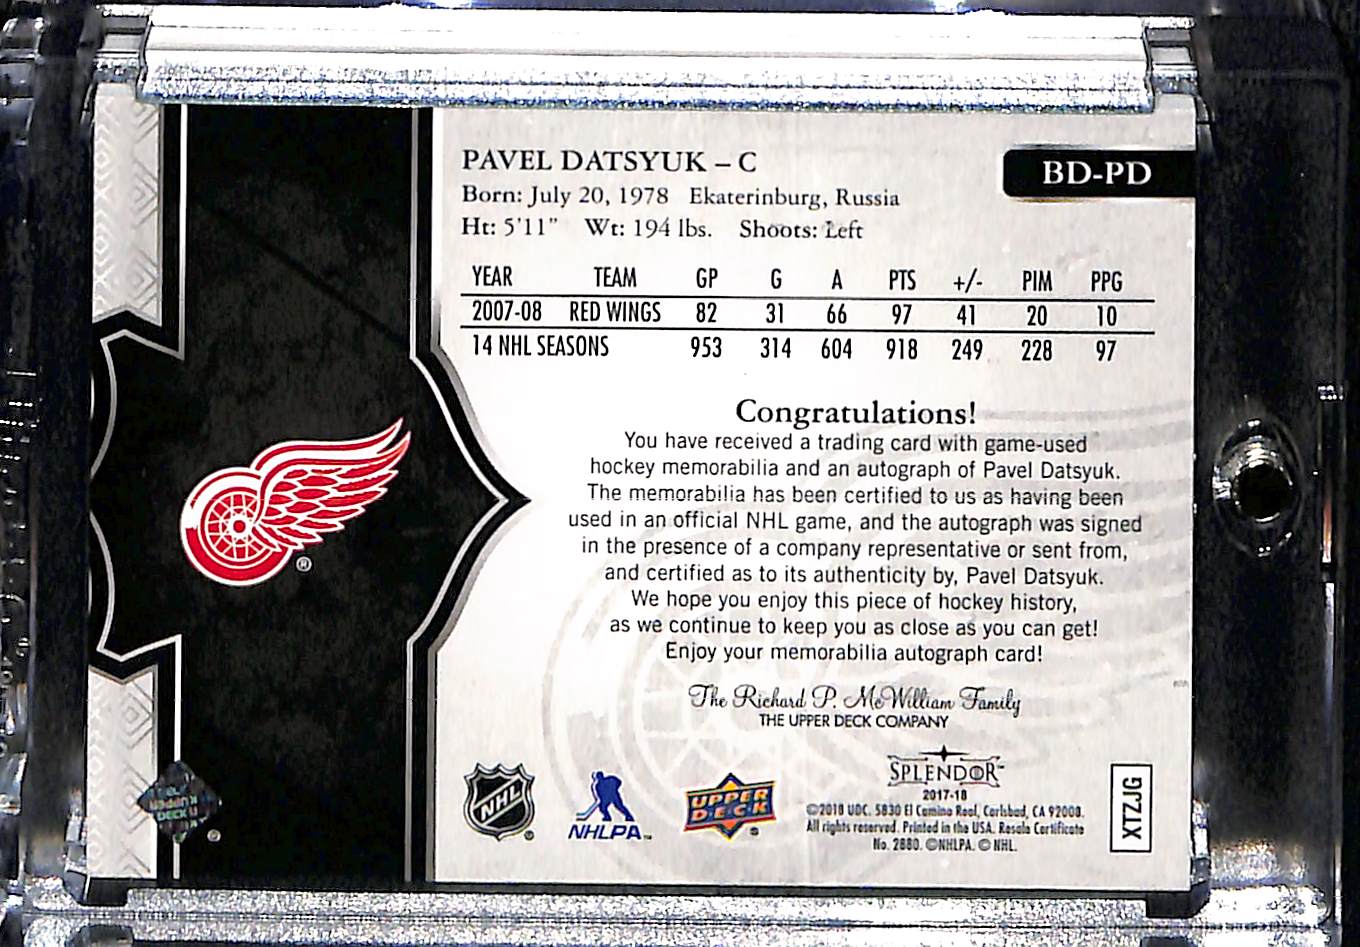 PAVEL DATSYUK – C
BD-PD
Born: July 20, 1978 Ekaterinburg, Russia
Ht: 5'11" Wt: 194 lbs. Shoots: Left
YEAR TEAM GP G A PTS +/- PIM PPG
2007-08 RED WINGS 82 31 66 97 41 20 10
14 NHL SEASONS 953 314 604 918 249 228 97
Congratulations!
You have received a trading card with game-used
hockey memorabilia and an autograph of Pavel Datsyuk.
The memorabilia has been certified to us as having been
used in an official NHL game, and the autograph was signed
in the presence of a company representative or sent from,
and certified as to its authenticity by, Pavel Datsyuk.
We hope you enjoy this piece of hockey history,
as we continue to keep you as close as you can get!
Enjoy your memorabilia autograph card!
The Richard P. McWilliam Family
THE UPPER DECK COMPANY
NHL
NHLPA
UPPER
DECK
SPLENDOR
2017-18
©2018 UDC. 5830 El Camino Real, Carlsbad, CA 92008.
All rights reserved. Printed in the USA. Resale Certificate
No. 2880. ©NHLPA. © NHL.
XTZJG